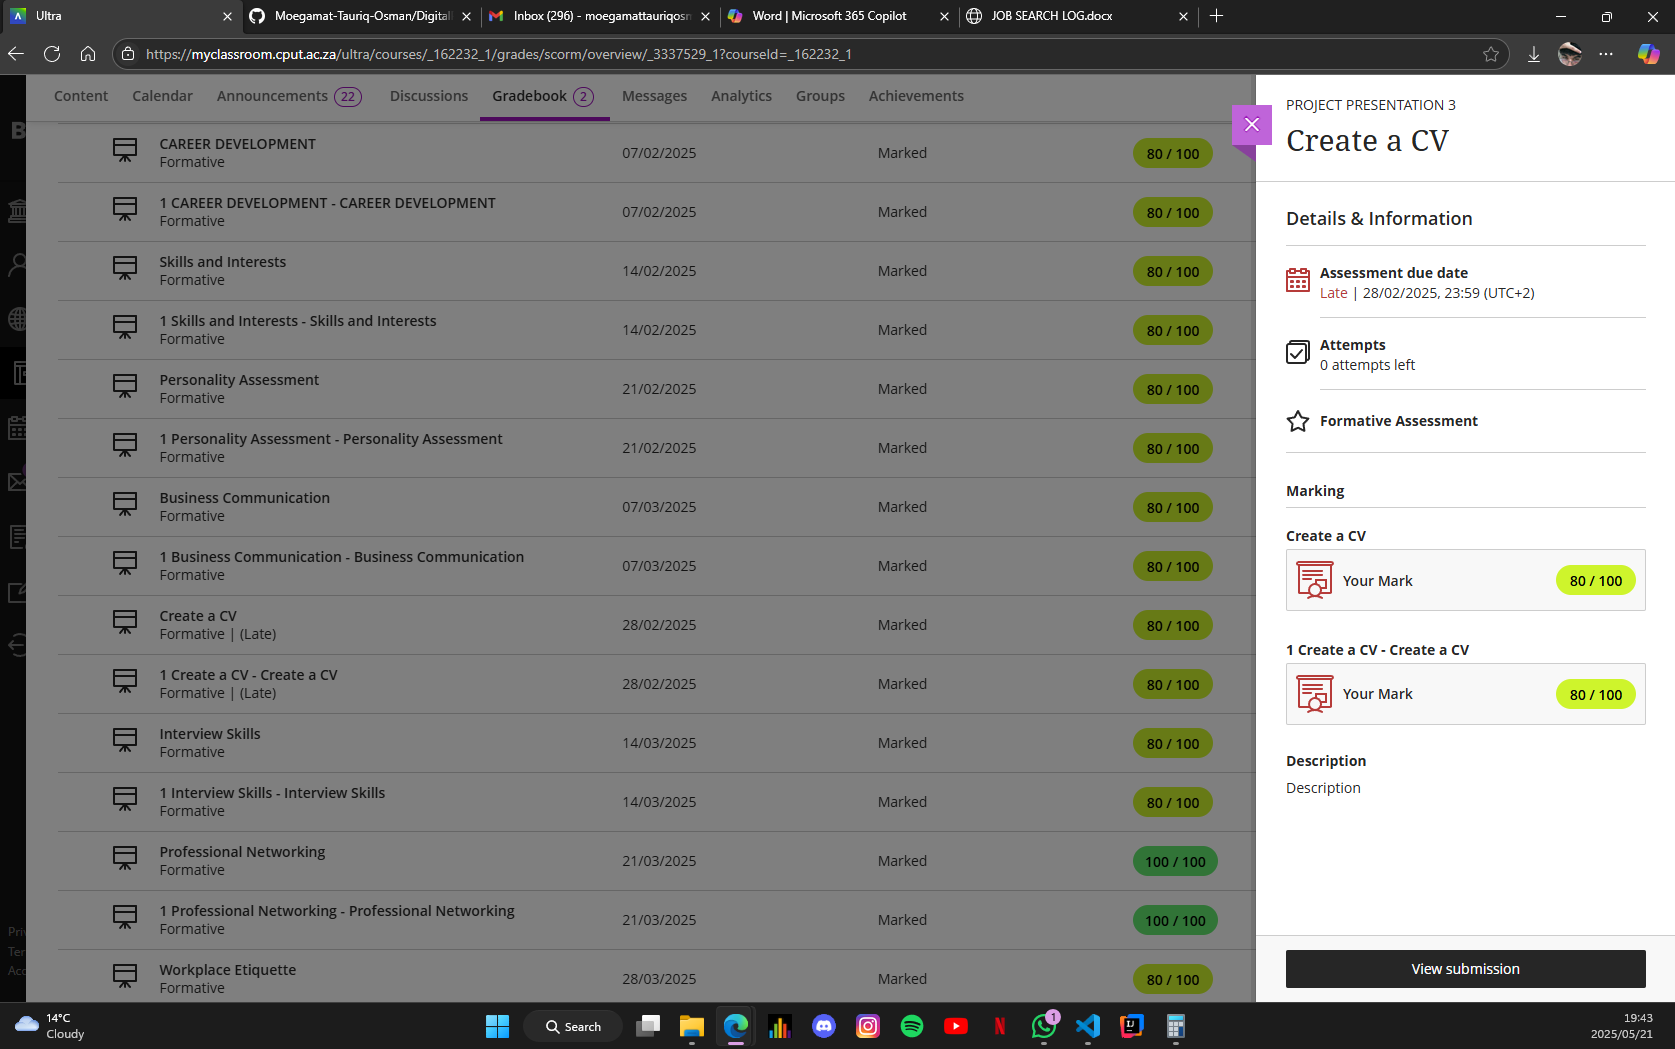 Ultra
Moegamat-Tauriq-Osman/Digital
Inbox (296) - moegamattauriqosm
Word | Microsoft 365 Copilot
JOB SEARCH LOG.docx
https://myclassroom.cput.ac.za/ultra/courses/_162232_1/grades/scorm/overview/_3337529_1?courseId=_162232_1
Content Calendar Announcements 22 Discussions Gradebook 2 Messages Analytics Groups Achievements
CAREER DEVELOPMENT
Formative
07/02/2025 Marked 80 / 100
1 CAREER DEVELOPMENT - CAREER DEVELOPMENT
Formative
07/02/2025 Marked 80 / 100
Skills and Interests
Formative
14/02/2025 Marked 80 / 100
1 Skills and Interests - Skills and Interests
Formative
14/02/2025 Marked 80 / 100
Personality Assessment
Formative
21/02/2025 Marked 80 / 100
1 Personality Assessment - Personality Assessment
Formative
21/02/2025 Marked 80 / 100
Business Communication
Formative
07/03/2025 Marked 80 / 100
1 Business Communication - Business Communication
Formative
07/03/2025 Marked 80 / 100
Create a CV
Formative | (Late)
28/02/2025 Marked 80 / 100
1 Create a CV - Create a CV
Formative | (Late)
28/02/2025 Marked 80 / 100
Interview Skills
Formative
14/03/2025 Marked 80 / 100
1 Interview Skills - Interview Skills
Formative
14/03/2025 Marked 80 / 100
Professional Networking
Formative
21/03/2025 Marked 100 / 100
1 Professional Networking - Professional Networking
Formative
21/03/2025 Marked 100 / 100
Workplace Etiquette
Formative
28/03/2025 Marked 80 / 100
PROJECT PRESENTATION 3
Create a CV
Details & Information
Assessment due date
Late | 28/02/2025, 23:59 (UTC+2)
Attempts
0 attempts left
Formative Assessment
Marking
Create a CV
Your Mark 80 / 100
1 Create a CV - Create a CV
Your Mark 80 / 100
Description
Description
View submission
14°C
Cloudy
Search
1
19:43
2025/05/21